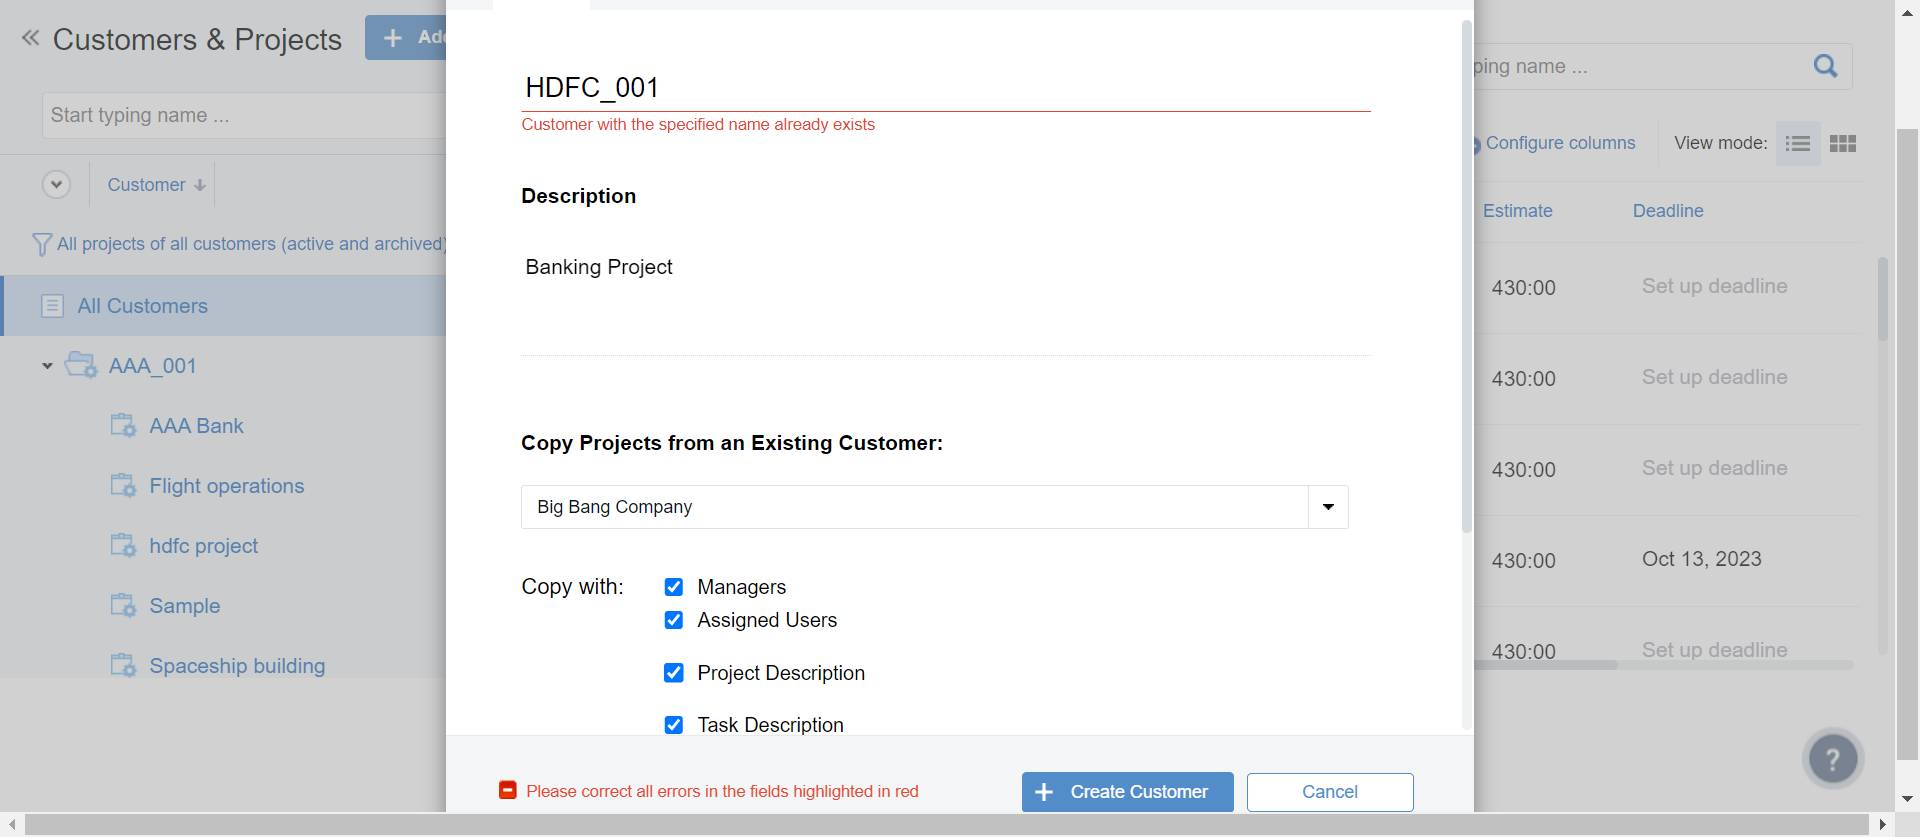 Customers & Projects
Start typing name ...
Customer
All projects of all customers (active and archived)
All Customers
AAA_001
AAA Bank
Flight operations
hdfc project
Sample
Spaceship building
HDFC_001
Customer with the specified name already exists
Description
Banking Project
Copy Projects from an Existing Customer:
Big Bang Company
Copy with:
Managers
Assigned Users
Project Description
Task Description
Please correct all errors in the fields highlighted in red
+ Create Customer
Cancel
name ...
Configure columns
View mode:
Estimate Deadline
430:00 Set up deadline
430:00 Set up deadline
430:00 Set up deadline
430:00 Oct 13, 2023
430:00 Set up deadline
?